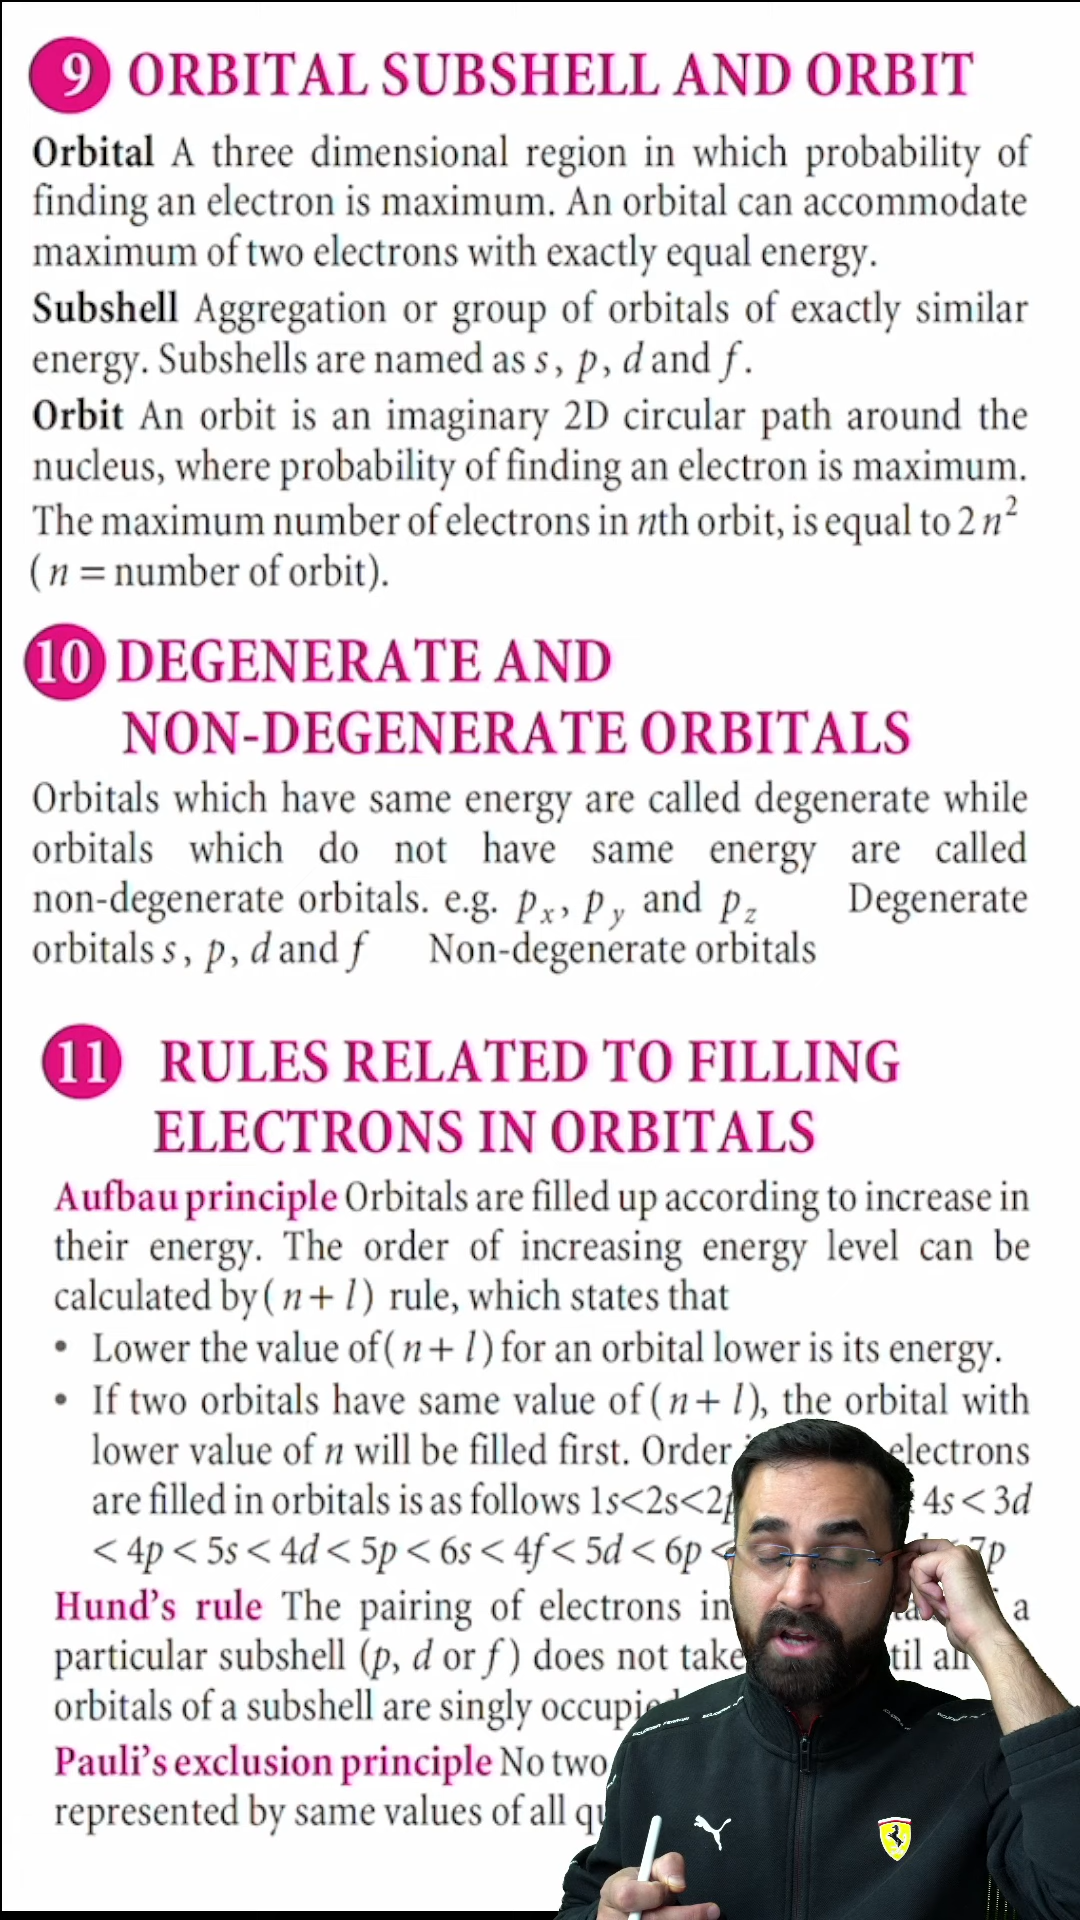 9 ORBITAL SUBSHELL AND ORBIT
Orbital A three dimensional region in which probability of
finding an electron is maximum. An orbital can accommodate
maximum of two electrons with exactly equal energy.
Subshell Aggregation or group of orbitals of exactly similar
energy. Subshells are named as s, p, d and f.
Orbit An orbit is an imaginary 2D circular path around the
nucleus, where probability of finding an electron is maximum.
The maximum number of electrons in nth orbit, is equal to 2n²
(n = number of orbit).
10 DEGENERATE AND
NON-DEGENERATE ORBITALS
Orbitals which have same energy are called degenerate while
orbitals which do not have same energy are called
non-degenerate orbitals. e.g. pₓ, p_y and p_z Degenerate
orbitals s, p, d and f Non-degenerate orbitals
11 RULES RELATED TO FILLING
ELECTRONS IN ORBITALS
Aufbau principle Orbitals are filled up according to increase in
their energy. The order of increasing energy level can be
calculated by (n + l) rule, which states that
• Lower the value of (n + l) for an orbital lower is its energy.
• If two orbitals have same value of (n + l), the orbital with
lower value of n will be filled first. Order electrons
are filled in orbitals is as follows 1s<2s< 4s < 3d
< 4p < 5s < 4d < 5p < 6s < 4f < 5d < 6p < 7p
Hund's rule The pairing of electrons in a
particular subshell (p, d or f) does not take all
orbitals of a subshell are singly
Pauli's exclusion principle No two
represented by same values of all